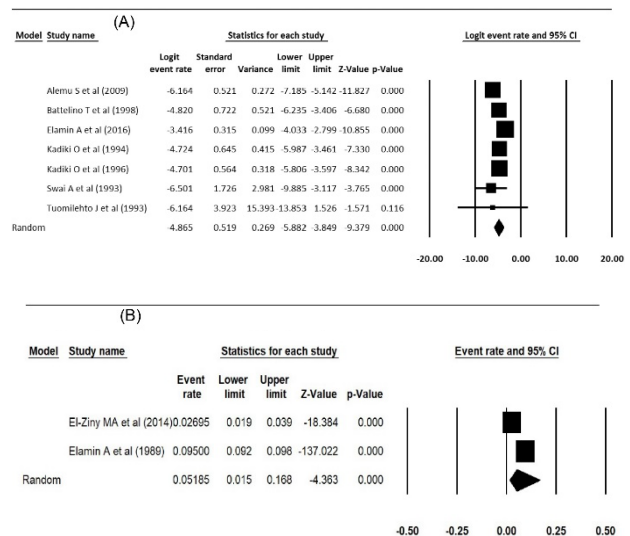 (A)
Model Study name Statistics for each study Logit event rate and 95% CI
Logit Standard Lower Upper
event rate error Variance limit limit Z-Value p-Value
Alemu S et al (2009) -6.164 0.521 0.272 -7.185 -5.142 -11.827 0.000
Battelino T (1998) -4.820 0.722 0.521 -6.235 -3.406 -6.680 0.000
Elamin A et al (2016) -3.416 0.315 0.099 -4.033 -2.799 -10.855 0.000
Kadiki O et al (1994) -4.724 0.645 0.415 -5.987 -3.461 -7.330 0.000
Kadiki O et al (1996) -4.701 0.564 0.318 -5.806 -3.597 -8.342 0.000
Swai A et al (1993) -6.501 1.726 2.981 -9.885 -3.117 -3.765 0.000
Tuomilehto J et al (1993) -6.164 3.923 15.393 -13.853 1.526 -1.571 0.116
Random -4.865 0.519 0.269 -5.882 -3.849 -9.379 0.000
-20.00 -10.00 0.00 10.00 20.00
(B)
Model Study name Statistics for each study Event rate and 95% CI
Event Lower Upper
rate limit limit Z-Value p-Value
El-Ziny MA et al (2014) 0.02695 0.019 0.039 -18.384 0.000
Elamin A et al (1989) 0.09500 0.092 0.098 -137.022 0.000
Random 0.05185 0.015 0.168 -4.363 0.000
-0.50 -0.25 0.00 0.25 0.50